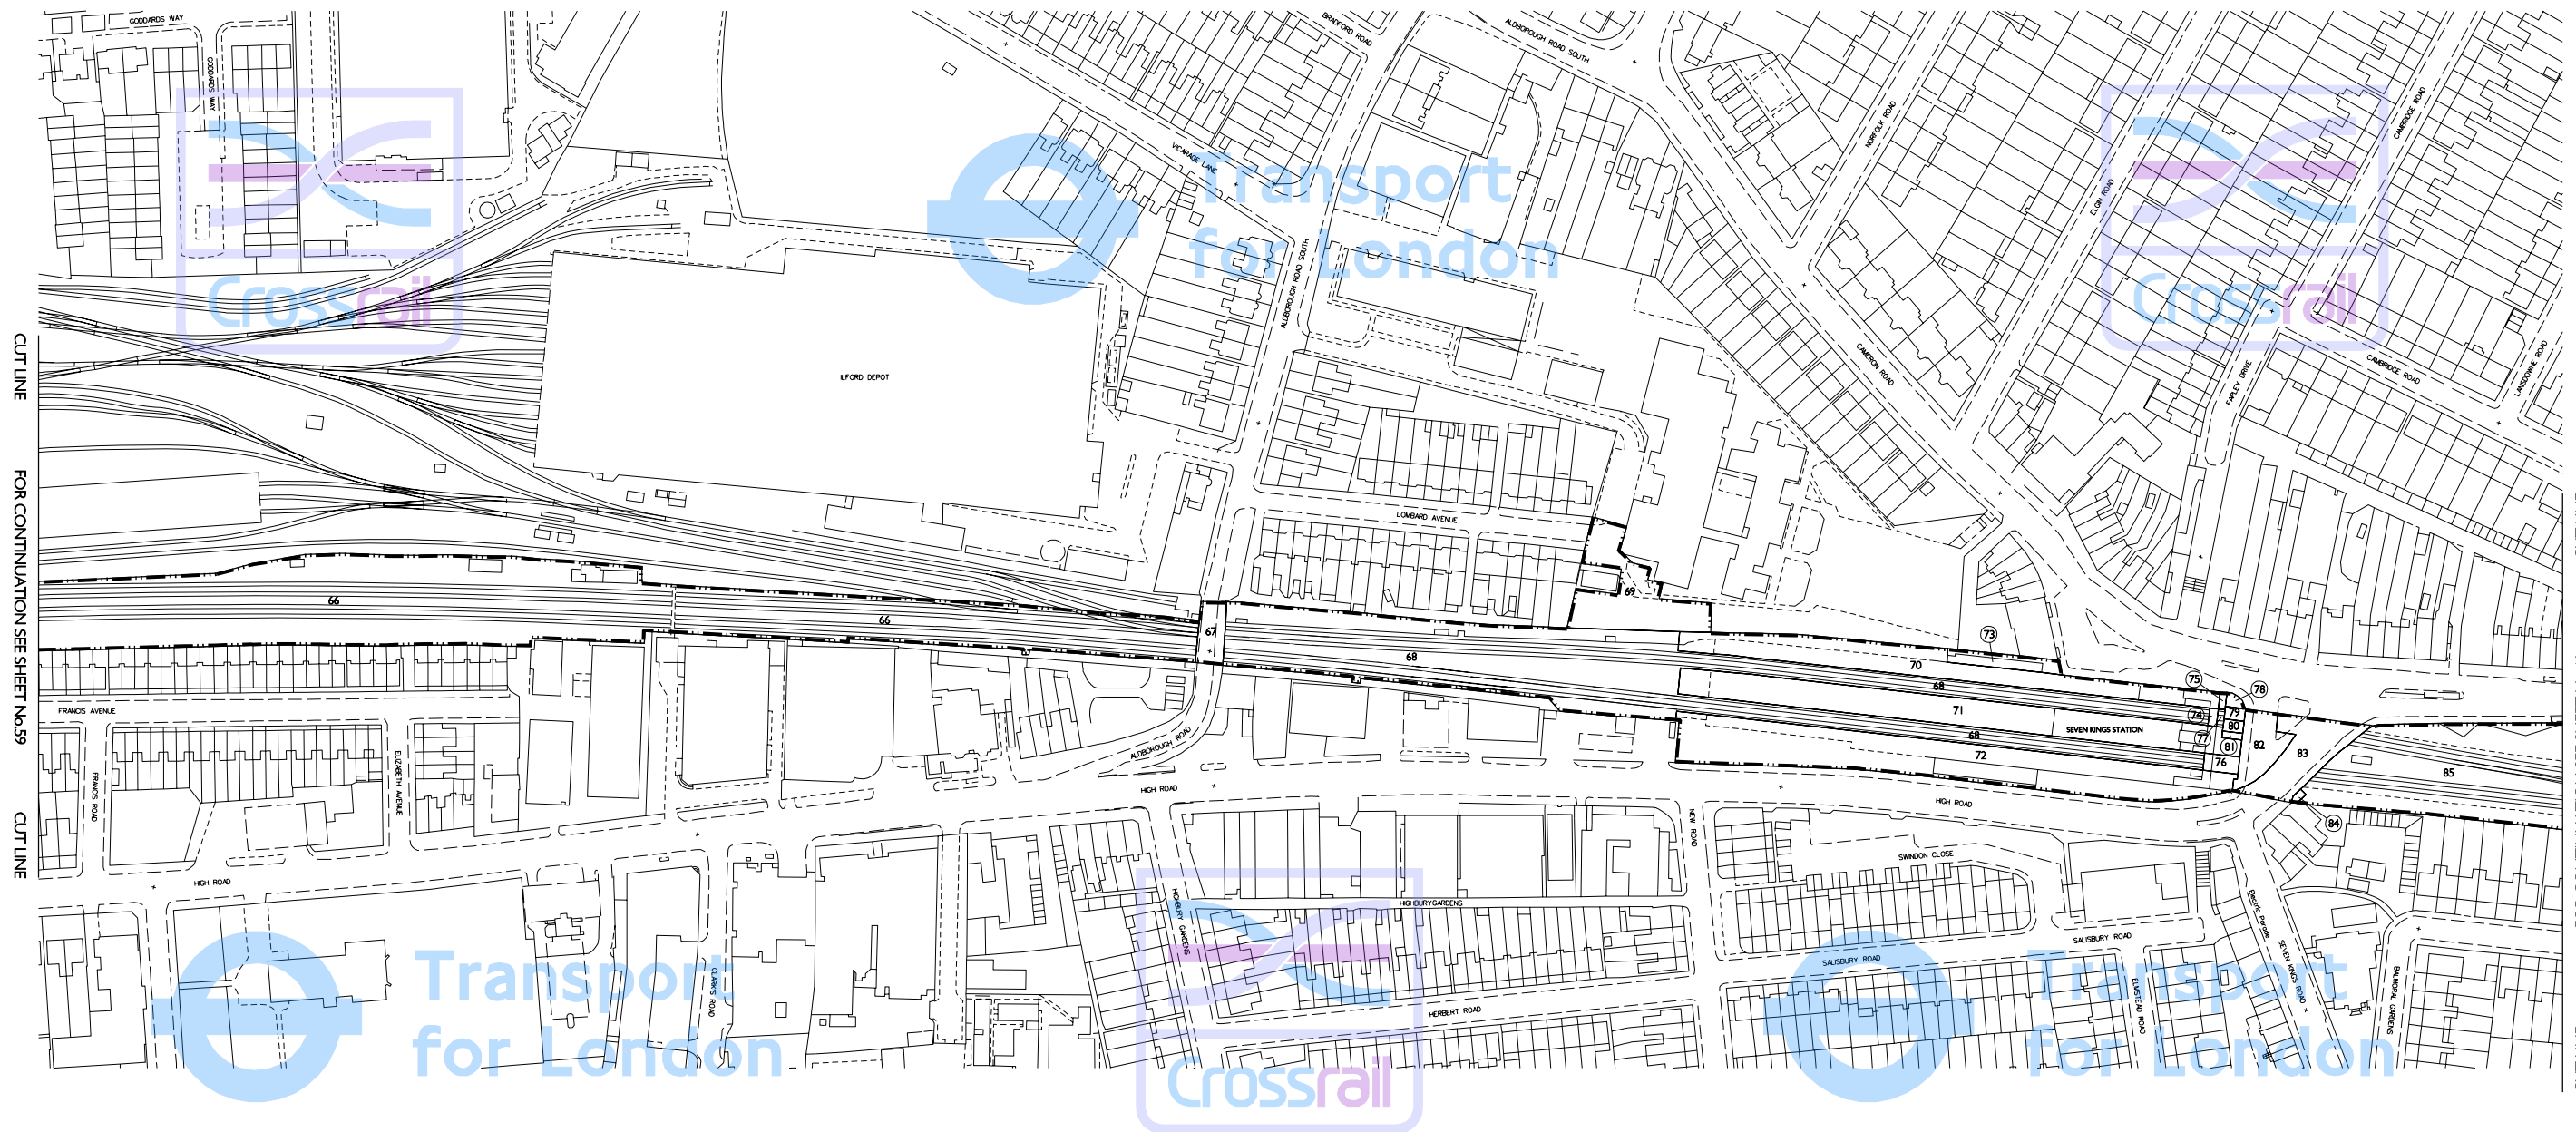 GODDARDS WAY
GODDARDS WAY
BRADFORD ROAD
ALDBOROUGH ROAD SOUTH
NORFOLK ROAD
CAMBRIDGE ROAD
VICARAGE LANE
ELGIN ROAD
Crossrail
Transport
for London
Crossrail
ALDBOROUGH ROAD SOUTH
CAMERON ROAD
FARLEY DRIVE
CAMBRIDGE ROAD
LANSDOWNE ROAD
ILFORD DEPOT
CUT LINE
FOR CONTINUATION SEE SHEET No.59
CUT LINE
LOMBARD AVENUE
66
66
67
68
69
70
73
68
71
75
78
74
79
80
77
81
76
82
83
85
SEVEN KINGS STATION
68
72
84
FRANCIS AVENUE
FRANCIS ROAD
ELIZABETH AVENUE
ALDBOROUGH ROAD
HIGH ROAD
HIGH ROAD
HIGH ROAD
NEW ROAD
SWINDON CLOSE
HIGHBURY GARDENS
HIGHBURY GARDENS
Electric Parade
SEVEN KINGS ROAD
SALISBURY ROAD
SALISBURY ROAD
ELMSTEAD ROAD
BALMORAL GARDENS
CLARKS ROAD
HERBERT ROAD
Transport
for London
Crossrail
Transport
for London